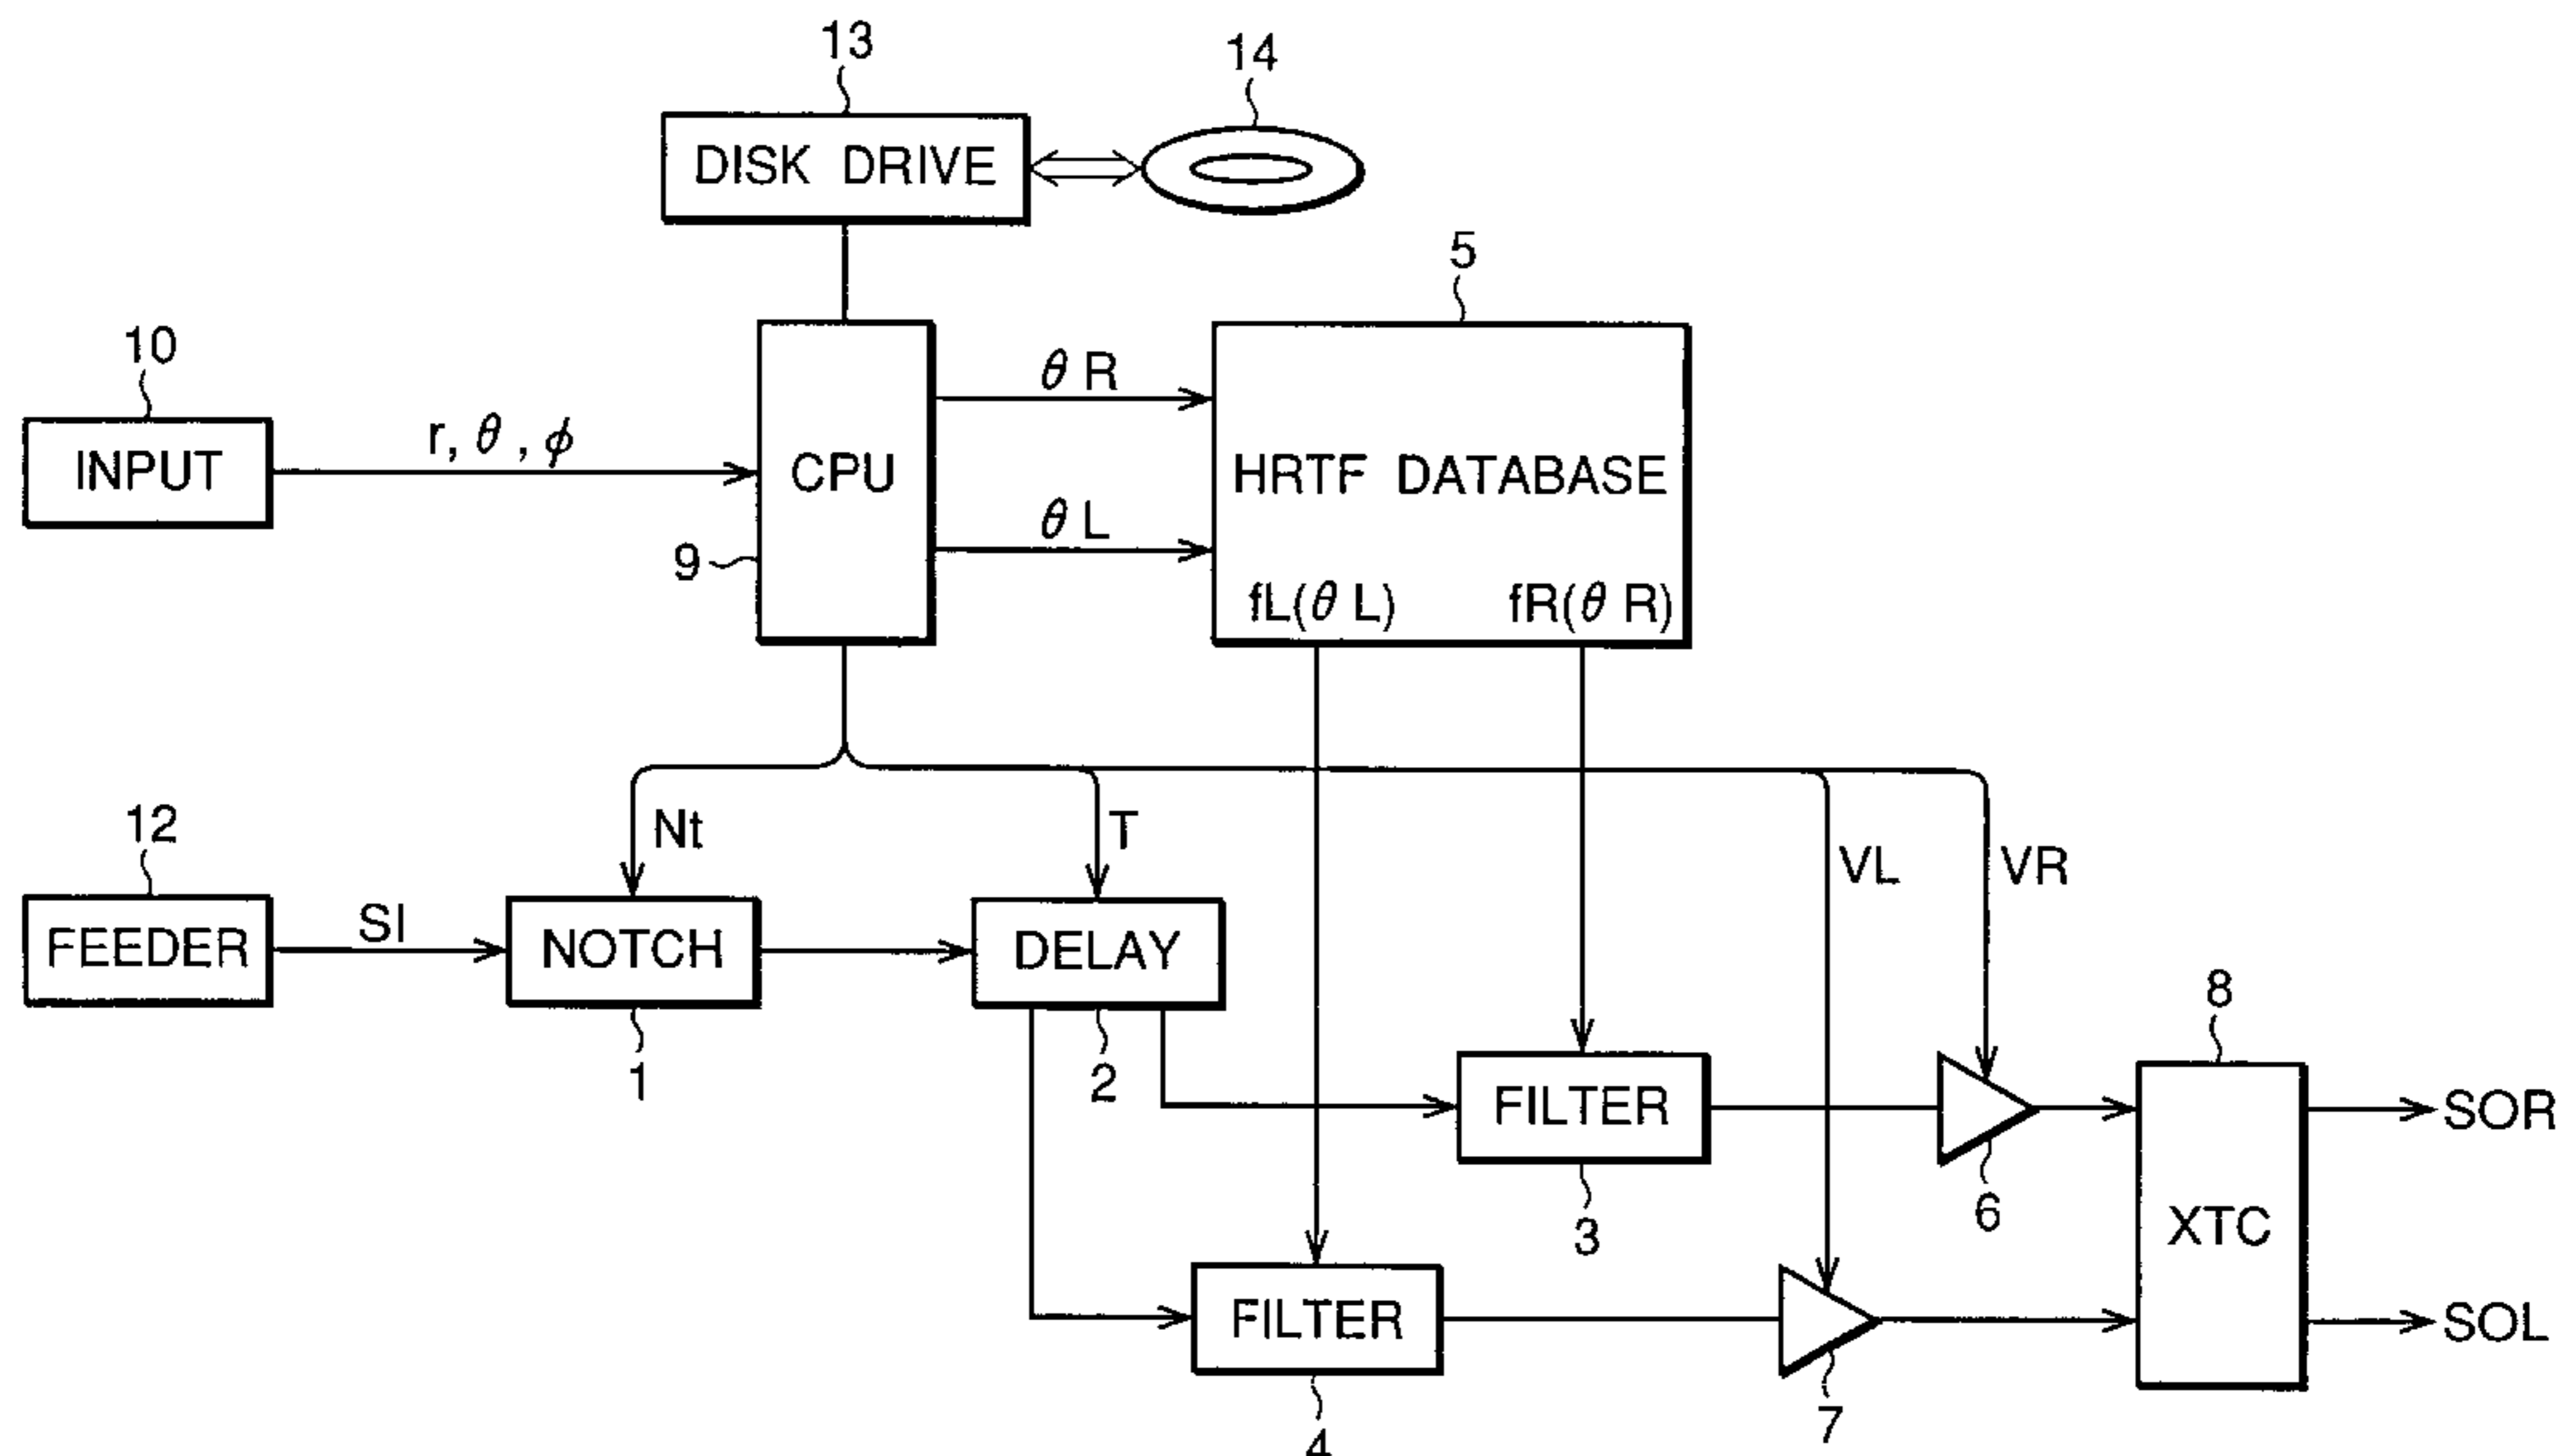 13
14
DISK DRIVE
5
10
θ R
r, θ , φ
INPUT
CPU
HRTF DATABASE
θ L
9
fL(θ L)
fR(θ R)
12
Nt
T
VL
VR
FEEDER
SI
NOTCH
DELAY
8
1
2
FILTER
SOR
6
3
XTC
FILTER
SOL
7
4